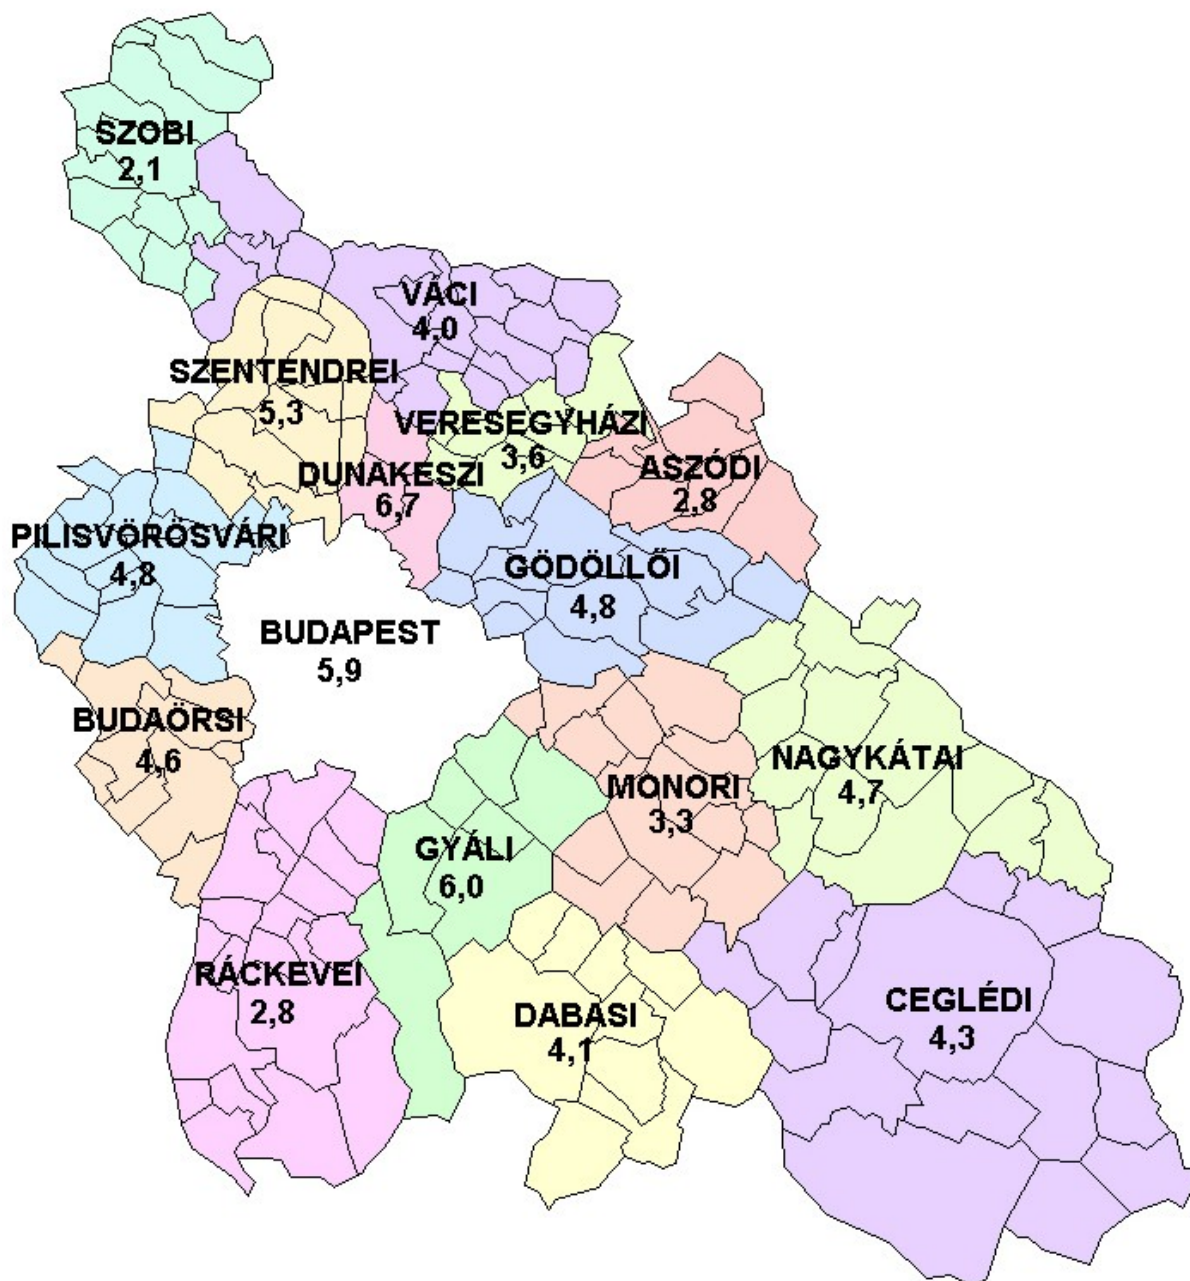 SZOBI
2,1
VÁCI
4,0
SZENTENDREI
5,3
VERESEGYHÁZI
3,6
DUNAKESZI
6,7
ASZÓDI
2,8
PILISVÖRÖSVÁRI
4,8
GÖDÖLLŐI
4,8
BUDAPEST
5,9
BUDAÖRSI
4,6
NAGYKÁTAI
4,7
MONORI
3,3
GYÁLI
6,0
RÁCKEVEI
2,8
DABASI
4,1
CEGLÉDI
4,3